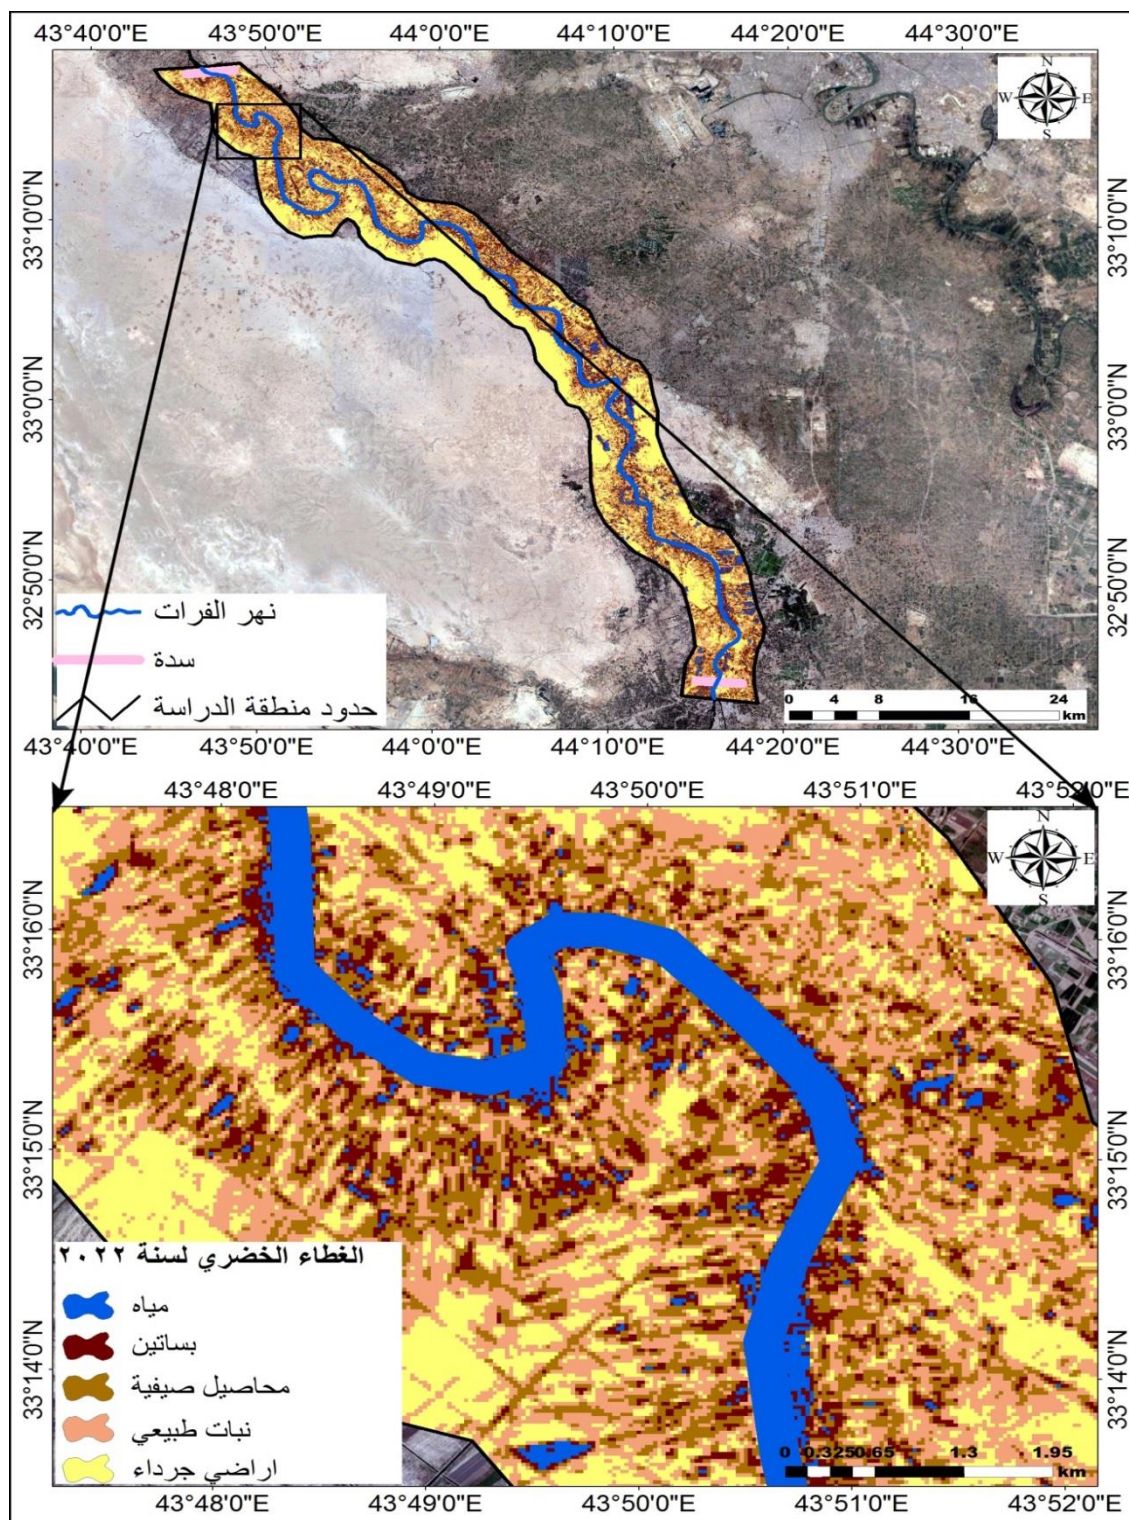 43°40'0"E 43°50'0"E 44°0'0"E 44°10'0"E 44°20'0"E 44°30'0"E
N
W E
S
33°10'0"N
33°0'0"N
32°50'0"N
33°10'0"N
33°0'0"N
32°50'0"N
نهر الفرات
سدة
حدود منطقة الدراسة
0 4 8 16 24
km
43°40'0"E 43°50'0"E 44°0'0"E 44°10'0"E 44°20'0"E 44°30'0"E
43°48'0"E 43°49'0"E 43°50'0"E 43°51'0"E 43°52'0"E
N
W E
S
33°16'0"N
33°15'0"N
33°14'0"N
33°16'0"N
33°15'0"N
33°14'0"N
الغطاء الخضري لسنة ٢٠٢٢
مياه
بساتين
محاصيل صيفية
نبات طبيعي
اراضي جرداء
0 0.325 0.65 1.3 1.95
km
43°48'0"E 43°49'0"E 43°50'0"E 43°51'0"E 43°52'0"E